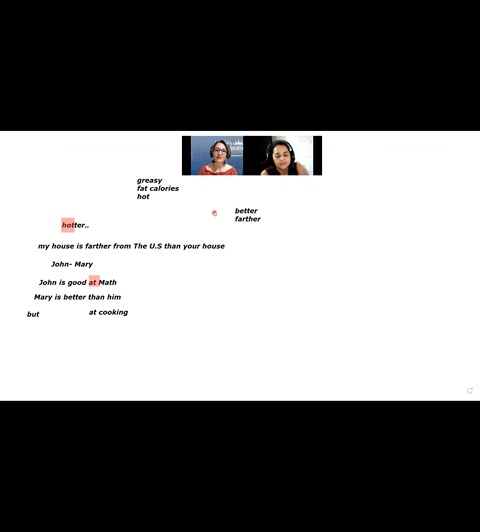 greasy
fat calories
hot
better
farther
hotter..
my house is farther from The U.S than your house
John- Mary
John is good at Math
Mary is better than him
but
at cooking